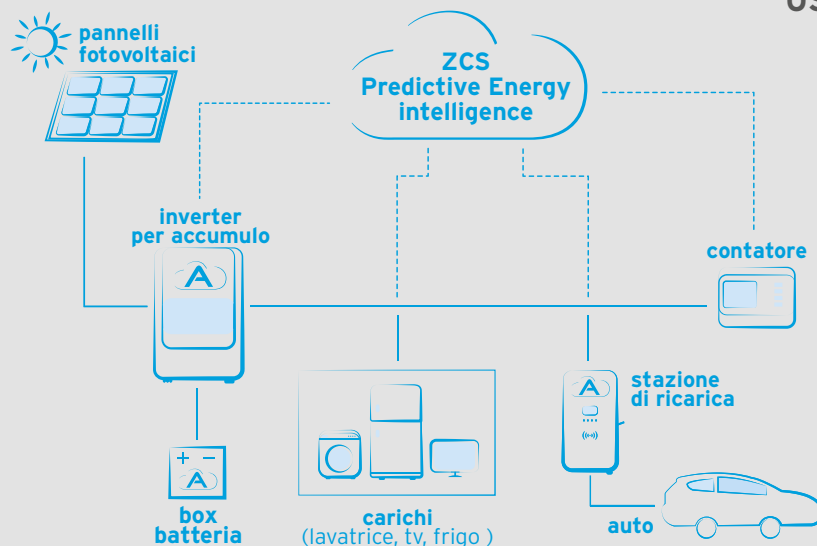 pannelli
fotovoltaici
ZCS
Predictive Energy
intelligence
inverter
per accumulo
contatore
A
A
stazione
di ricarica
+ -
A
box
batteria
carichi
(lavatrice, tv, frigo )
auto